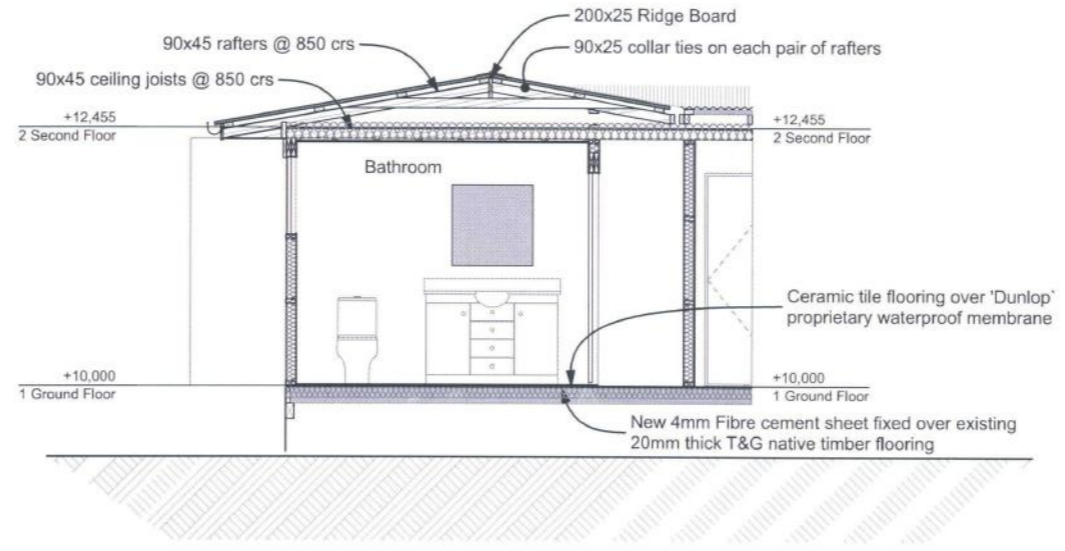 200x25 Ridge Board
90x45 rafters @ 850 crs
90x25 collar ties on each pair of rafters
90x45 ceiling joists @ 850 crs
+12,455
2 Second Floor
+12,455
2 Second Floor
Bathroom
Ceramic tile flooring over 'Dunlop`
proprietary waterproof membrane
+10,000
1 Ground Floor
+10,000
1 Ground Floor
New 4mm Fibre cement sheet fixed over existing
20mm thick T&G native timber flooring